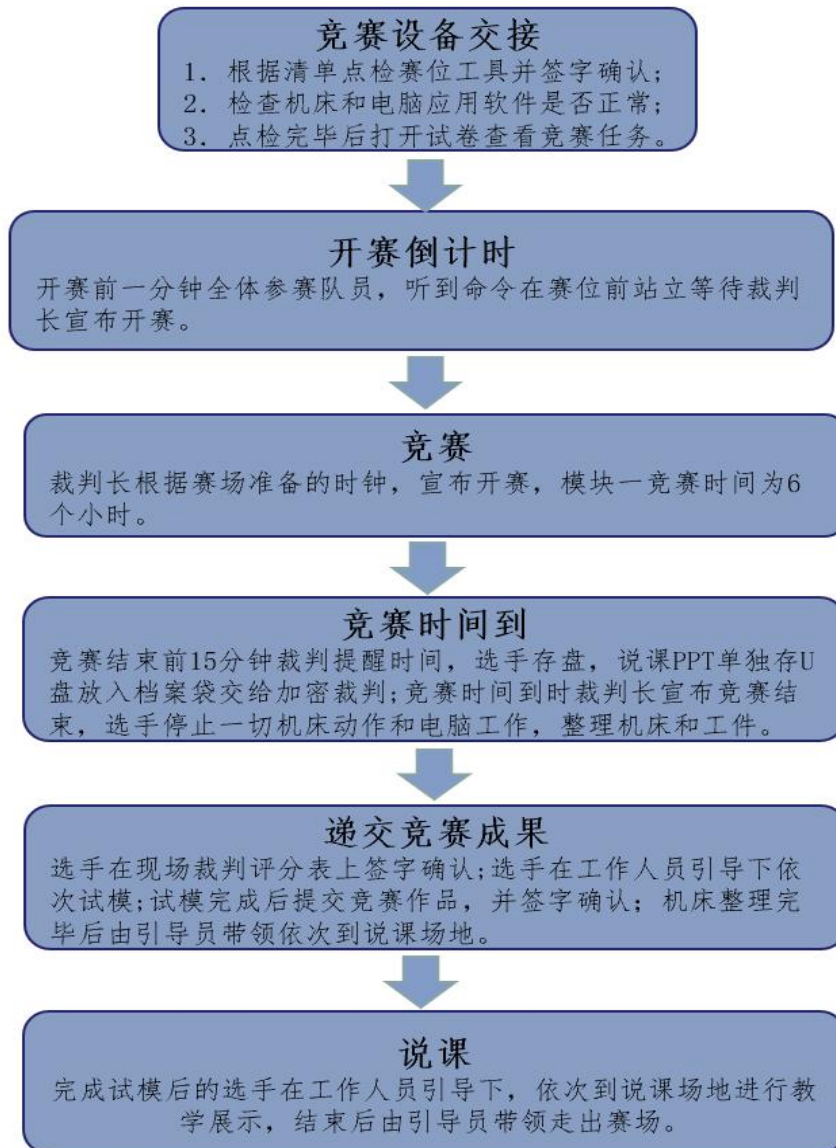 竞赛设备交接
1. 根据清单点检赛位工具并签字确认;
2. 检查机床和电脑应用软件是否正常;
3. 点检完毕后打开试卷查看竞赛任务。
开赛倒计时
开赛前一分钟全体参赛队员，听到命令在赛位前站立等待裁判
长宣布开赛。
竞赛
裁判长根据赛场准备的时钟，宣布开赛，模块一竞赛时间为6
个小时。
竞赛时间到
竞赛结束前15分钟裁判提醒时间，选手存盘，说课PPT单独存U
盘放入档案袋交给加密裁判;竞赛时间到时裁判长宣布竞赛结
束，选手停止一切机床动作和电脑工作，整理机床和工件。
递交竞赛成果
选手在现场裁判评分表上签字确认;选手在工作人员引导下依
次试模;试模完成后提交竞赛作品，并签字确认；机床整理完
毕后由引导员带领依次到说课场地。
说课
完成试模后的选手在工作人员引导下，依次到说课场地进行教
学展示，结束后由引导员带领走出赛场。